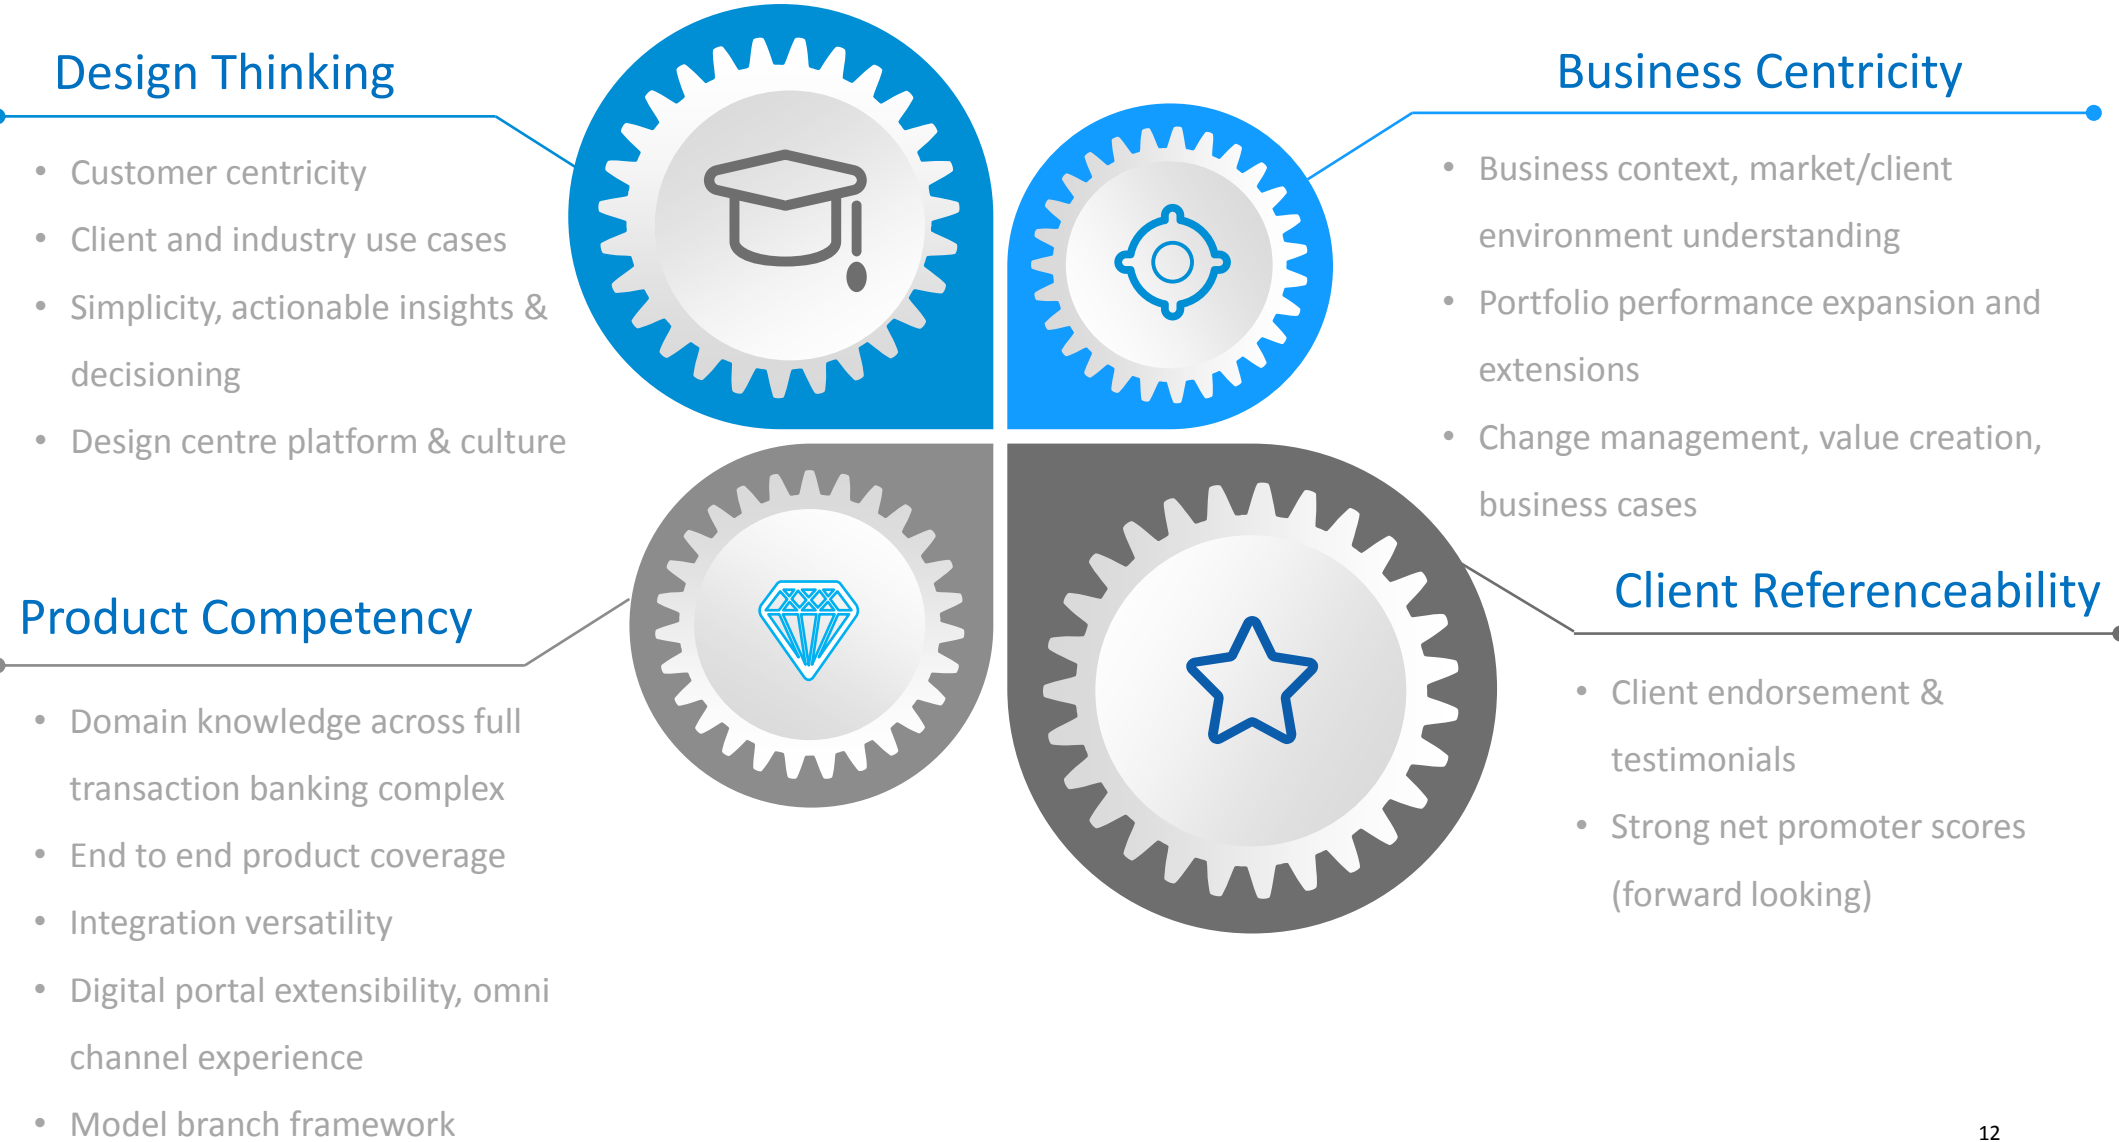 Design Thinking
• Customer centricity
• Client and industry use cases
• Simplicity, actionable insights &
decisioning
• Design centre platform & culture
Business Centricity
• Business context, market/client
environment understanding
• Portfolio performance expansion and
extensions
• Change management, value creation,
business cases
Product Competency
• Domain knowledge across full
transaction banking complex
• End to end product coverage
• Integration versatility
• Digital portal extensibility, omni
channel experience
• Model branch framework
Client Referenceability
• Client endorsement &
testimonials
• Strong net promoter scores
(forward looking)
12